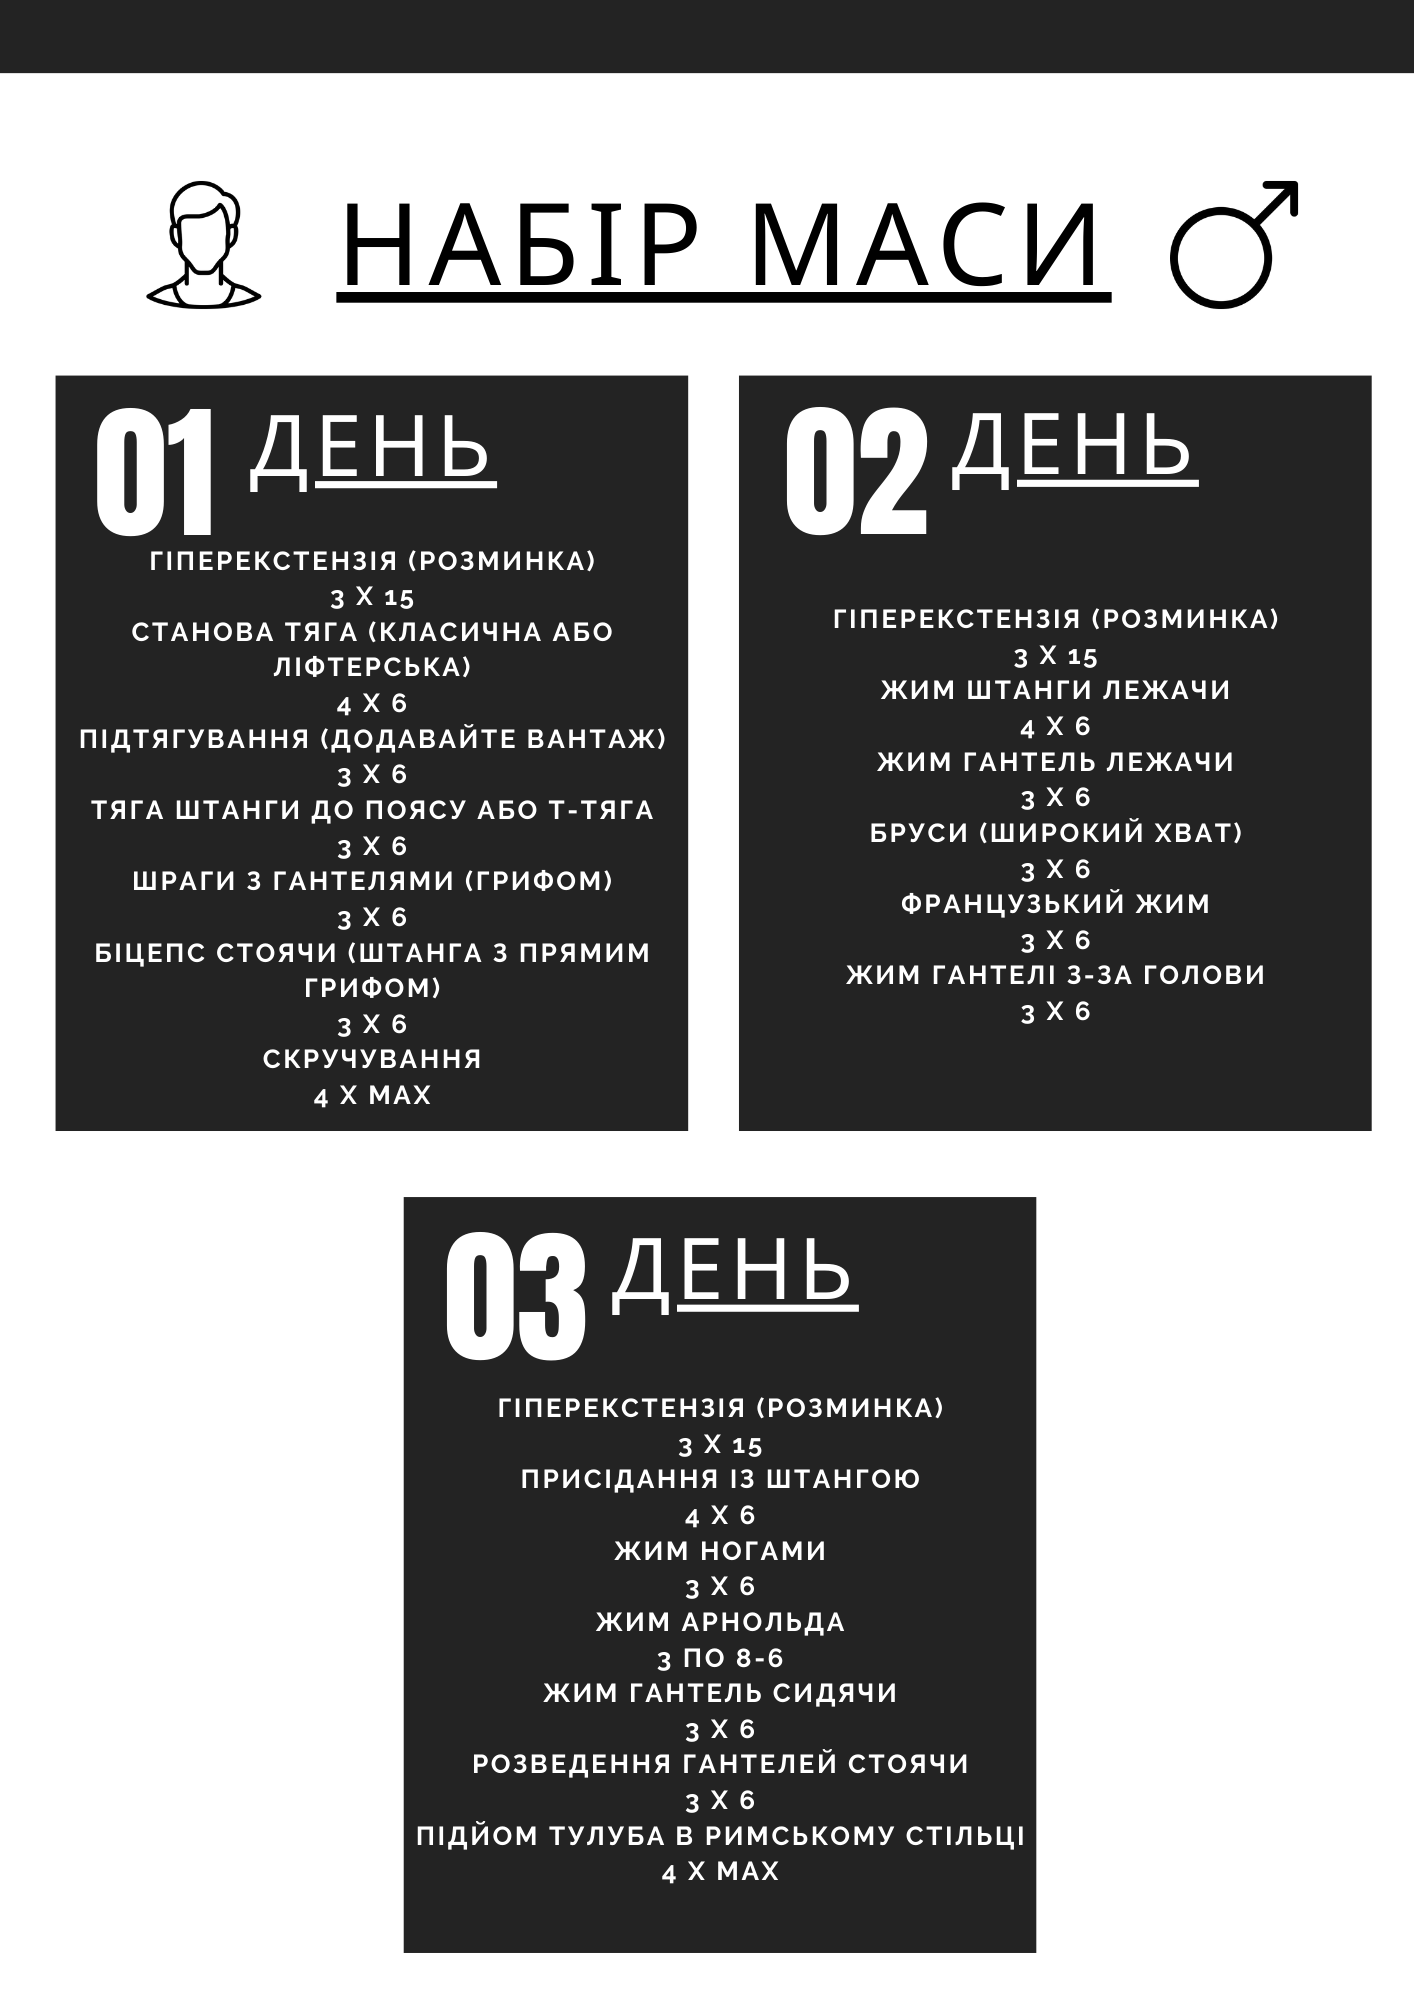 НАБІР МАСИ
01 ДЕНЬ
ГІПЕРЕКСТЕНЗІЯ (РОЗМИНКА)
3 Х 15
СТАНОВА ТЯГА (КЛАСИЧНА АБО
ЛІФТЕРСЬКА)
4 Х 6
ПІДТЯГУВАННЯ (ДОДАВАЙТЕ ВАНТАЖ)
3 Х 6
ТЯГА ШТАНГИ ДО ПОЯСУ АБО Т-ТЯГА
3 Х 6
ШРАГИ З ГАНТЕЛЯМИ (ГРИФОМ)
3 Х 6
БІЦЕПС СТОЯЧИ (ШТАНГА З ПРЯМИМ
ГРИФОМ)
3 Х 6
СКРУЧУВАННЯ
4 Х МАХ
02 ДЕНЬ
ГІПЕРЕКСТЕНЗІЯ (РОЗМИНКА)
3 Х 15
ЖИМ ШТАНГИ ЛЕЖАЧИ
4 Х 6
ЖИМ ГАНТЕЛЬ ЛЕЖАЧИ
3 Х 6
БРУСИ (ШИРОКИЙ ХВАТ)
3 Х 6
ФРАНЦУЗЬКИЙ ЖИМ
3 Х 6
ЖИМ ГАНТЕЛІ З-ЗА ГОЛОВИ
3 Х 6
03 ДЕНЬ
ГІПЕРЕКСТЕНЗІЯ (РОЗМИНКА)
3 Х 15
ПРИСІДАННЯ ІЗ ШТАНГОЮ
4 Х 6
ЖИМ НОГАМИ
3 Х 6
ЖИМ АРНОЛЬДА
3 ПО 8-6
ЖИМ ГАНТЕЛЬ СИДЯЧИ
3 Х 6
РОЗВЕДЕННЯ ГАНТЕЛЕЙ СТОЯЧИ
3 Х 6
ПІДЙОМ ТУЛУБА В РИМСЬКОМУ СТІЛЬЦІ
4 Х МАХ